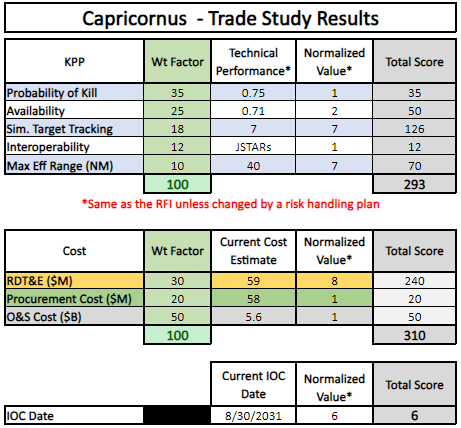 Capricornus - Trade Study Results
KPP Wt Factor Technical Performance* Normalized Value* Total Score
Probability of Kill 35 0.75 1 35
Availability 25 0.71 2 50
Sim. Target Tracking 18 7 7 126
Interoperability 12 JSTARs 1 12
Max Eff Range (NM) 10 40 7 70
100 293
*Same as the RFI unless changed by a risk handling plan
Cost Wt Factor Current Cost Estimate Normalized Value* Total Score
RDT&E ($M) 30 59 8 240
Procurement Cost ($M) 20 58 1 20
O&S Cost ($B) 50 5.6 1 50
100 310
Current IOC Date Normalized Value* Total Score
IOC Date 8/30/2031 6 6